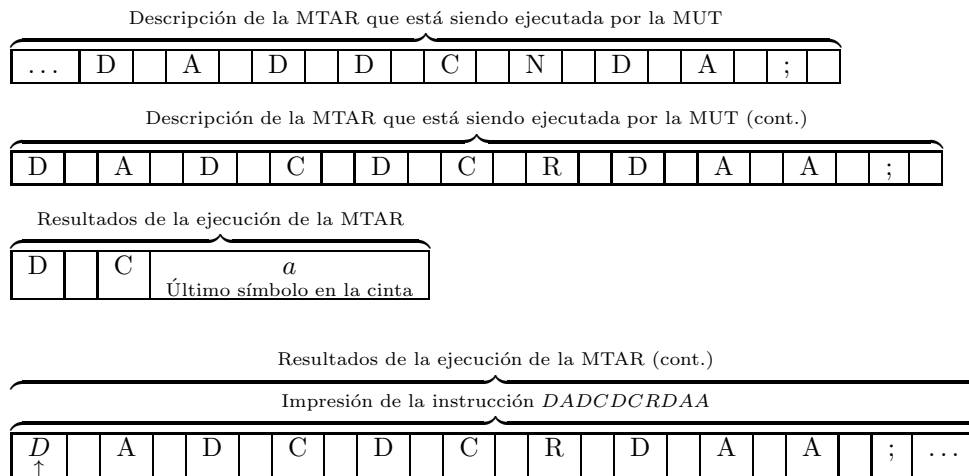 Descripción de la MTAR que está siendo ejecutada por la MUT
... D A D D C N D A ;
Descripción de la MTAR que está siendo ejecutada por la MUT (cont.)
D A D C D C R D A A ;
Resultados de la ejecución de la MTAR
D C a
Último símbolo en la cinta
Resultados de la ejecución de la MTAR (cont.)
Impresión de la instrucción DADCDCRDAA
D A D C D C R D A A ; ...
↑